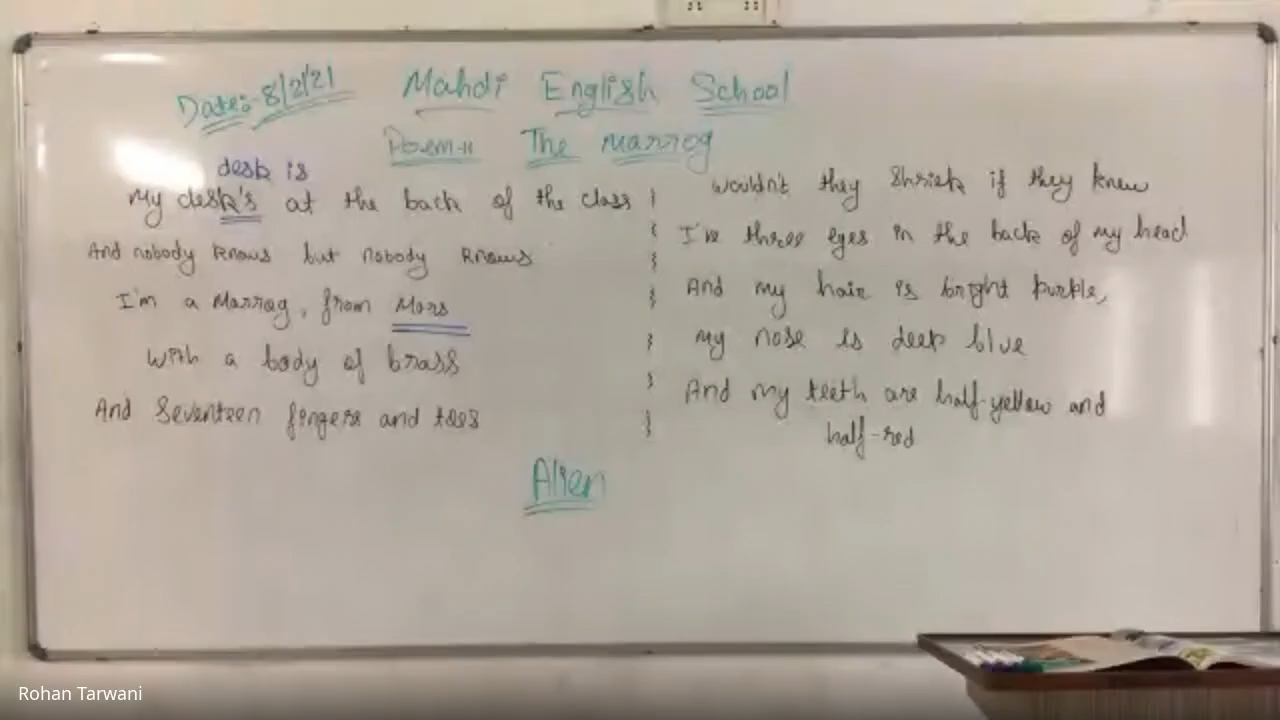 Date:- 8/2/21
Mahdi English School
Poem-11 The Marrog
desk is
My desk's at the back of the class
And nobody knows but nobody knows
I'm a Marrog, from Mars
With a body of brass
And Seventeen fingers and toes
Wouldn't they Shriek if they knew
I've three eyes in the back of my head
And my hair is bright purple,
My nose is deep blue
And my teeth are half-yellow and
half-red
Alien
Rohan Tarwani